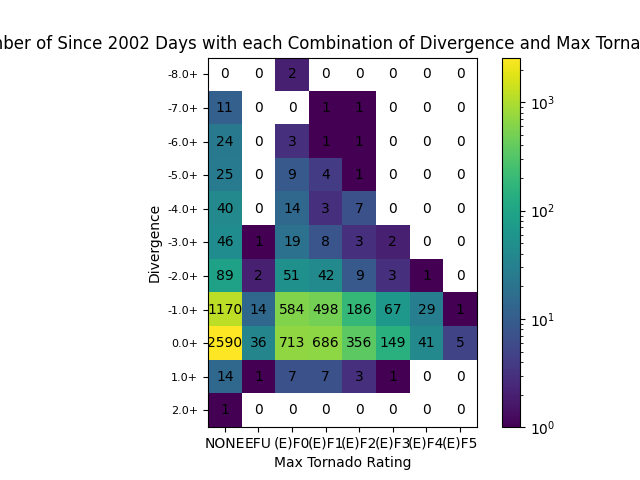 ber of Since 2002 Days with each Combination of Divergence and Max Torna
-8.0+ 0 0 2 0 0 0 0 0
-7.0+ 11 0 0 1 1 0 0 0
-6.0+ 24 0 3 1 1 0 0 0
-5.0+ 25 0 9 4 1 0 0 0
-4.0+ 40 0 14 3 7 0 0 0
-3.0+ 46 1 19 8 3 2 0 0
-2.0+ 89 2 51 42 9 3 1 0
-1.0+ 1170 14 584 498 186 67 29 1
0.0+ 2590 36 713 686 356 149 41 5
1.0+ 14 1 7 7 3 1 0 0
2.0+ 1 0 0 0 0 0 0 0
NONE EFU (E)F0 (E)F1 (E)F2 (E)F3 (E)F4 (E)F5
Max Tornado Rating
Divergence
10³
10²
10¹
10⁰